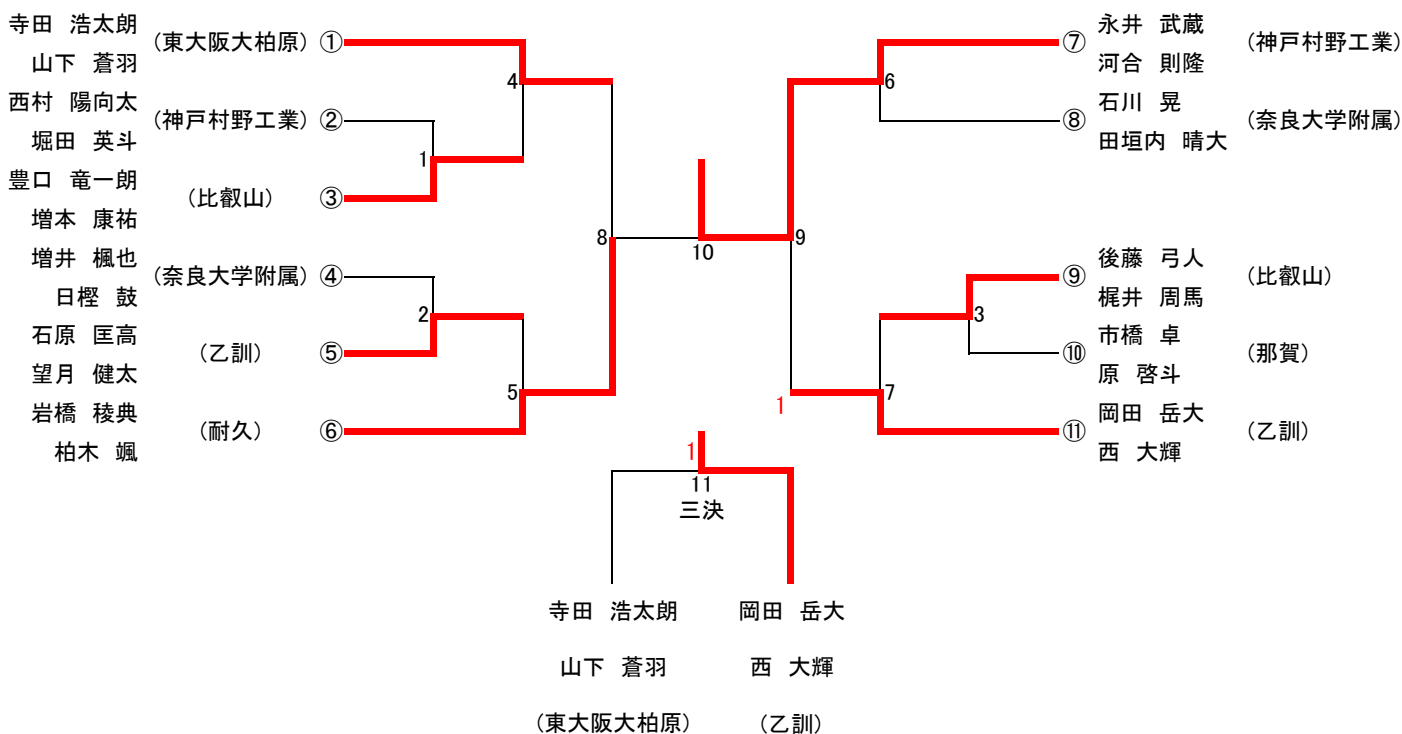 寺田 浩太朗
(東大阪大柏原) ①
山下 蒼羽
西村 陽向太
(神戸村野工業) ②
堀田 英斗
豊口 竜一朗
(比叡山) ③
増本 康祐
増井 楓也
(奈良大学附属) ④
日樫 鼓
石原 匡高
(乙訓) ⑤
望月 健太
岩橋 稜典
(耐久) ⑥
柏木 颯
4
1
8
2
5
10
9
6
3
7
1
⑦ 永井 武蔵
河合 則隆
(神戸村野工業)
⑧ 石川 晃
田垣内 晴大
(奈良大学附属)
⑨ 後藤 弓人
梶井 周馬
(比叡山)
⑩ 市橋 卓
原 啓斗
(那賀)
⑪ 岡田 岳大
西 大輝
(乙訓)
1
11
三決
寺田 浩太朗 岡田 岳大
山下 蒼羽 西 大輝
(東大阪大柏原) (乙訓)